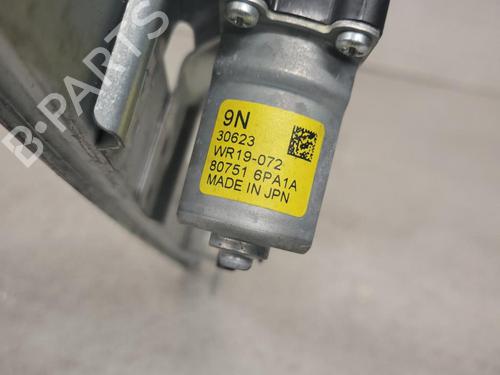 B-PARTS
9N
30623
WR19-072
80751 6PA1A
MADE IN JPN